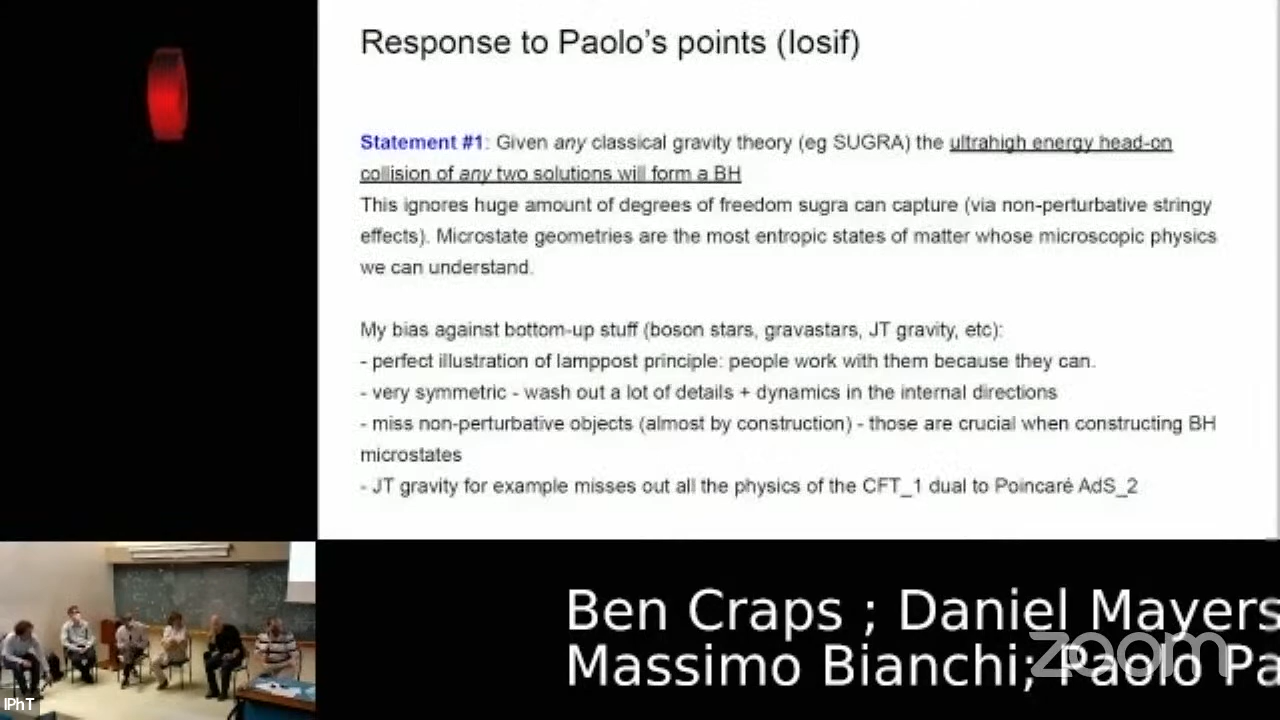 Response to Paolo's points (Iosif)
Statement #1: Given any classical gravity theory (eg SUGRA) the ultrahigh energy head-on
collision of any two solutions will form a BH
This ignores huge amount of degrees of freedom sugra can capture (via non-perturbative stringy
effects). Microstate geometries are the most entropic states of matter whose microscopic physics
we can understand.
My bias against bottom-up stuff (boson stars, gravastars, JT gravity, etc):
- perfect illustration of lamppost principle: people work with them because they can.
- very symmetric - wash out a lot of details + dynamics in the internal directions
- miss non-perturbative objects (almost by construction) - those are crucial when constructing BH
microstates
- JT gravity for example misses out all the physics of the CFT_1 dual to Poincaré AdS_2
Ben Craps ; Daniel Mayers
Massimo Bianchi; Paolo Pa
zoom
IPhT